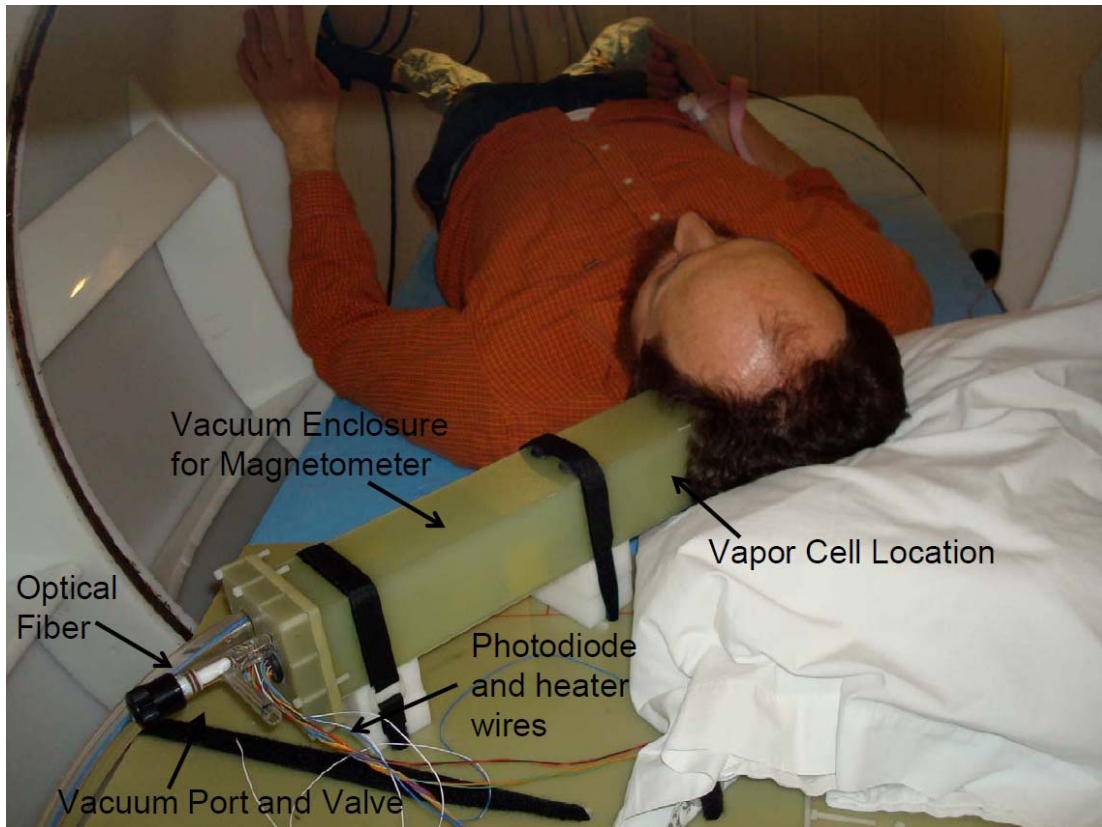 Vacuum Enclosure
for Magnetometer
Vapor Cell Location
Optical
Fiber
Photodiode
and heater
wires
Vacuum Port and Valve